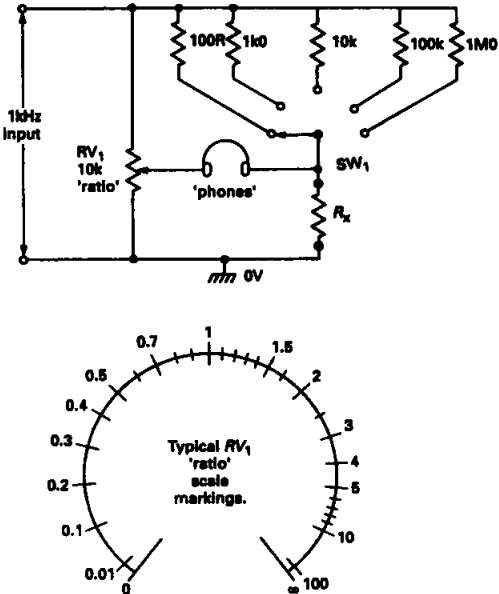 100R
1k0
10k
100k
1M0
1kHz
input
RV1
10k
'ratio'
'phones'
SW1
Rx
0V
Typical RV1
'ratio'
scale
markings.
0
0.01
0.1
0.2
0.3
0.4
0.5
0.7
1
1.5
2
3
4
5
10
100
∞